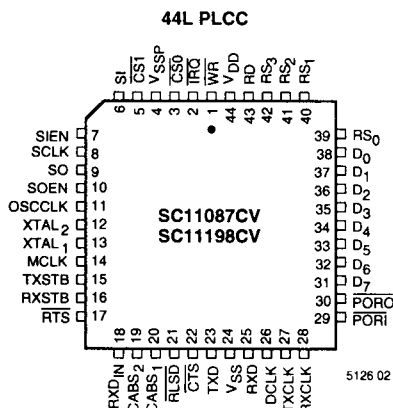 44L PLCC
SI
CS1
VSSP
CS0
IRQ
WR
VDD
RD
RS3
RS2
RS1
6
5
4
3
2
1
44
43
42
41
40
SIEN 7
SCLK 8
SO 9
SOEN 10
OSCCLK 11
XTAL2 12
XTAL1 13
MCLK 14
TXSTB 15
RXSTB 16
RTS 17
SC11087CV
SC11198CV
39 RS0
38 D0
37 D1
36 D2
35 D3
34 D4
33 D5
32 D6
31 D7
30 PORO
29 PORI
18
19
20
21
22
23
24
25
26
27
28
RXDIN
CABS2
CABS1
RLSD
CTS
TXD
VSS
RXD
DCLK
TXCLK
RXCLK
5126 02